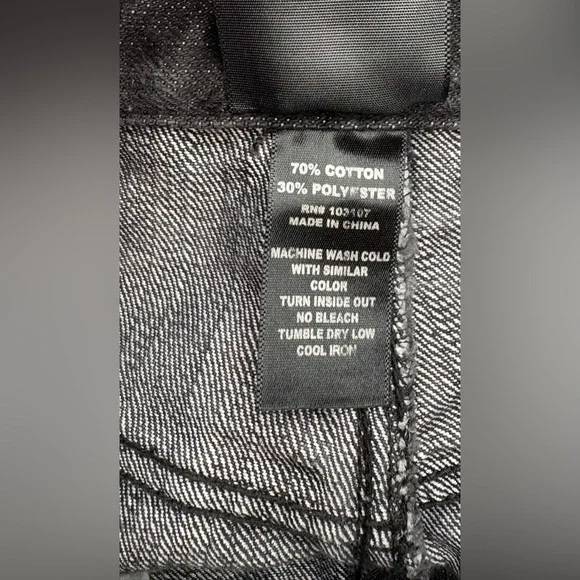 70% COTTON
30% POLYESTER
RN# 103107
MADE IN CHINA
MACHINE WASH COLD
WITH SIMILAR
COLOR
TURN INSIDE OUT
NO BLEACH
TUMBLE DRY LOW
COOL IRON